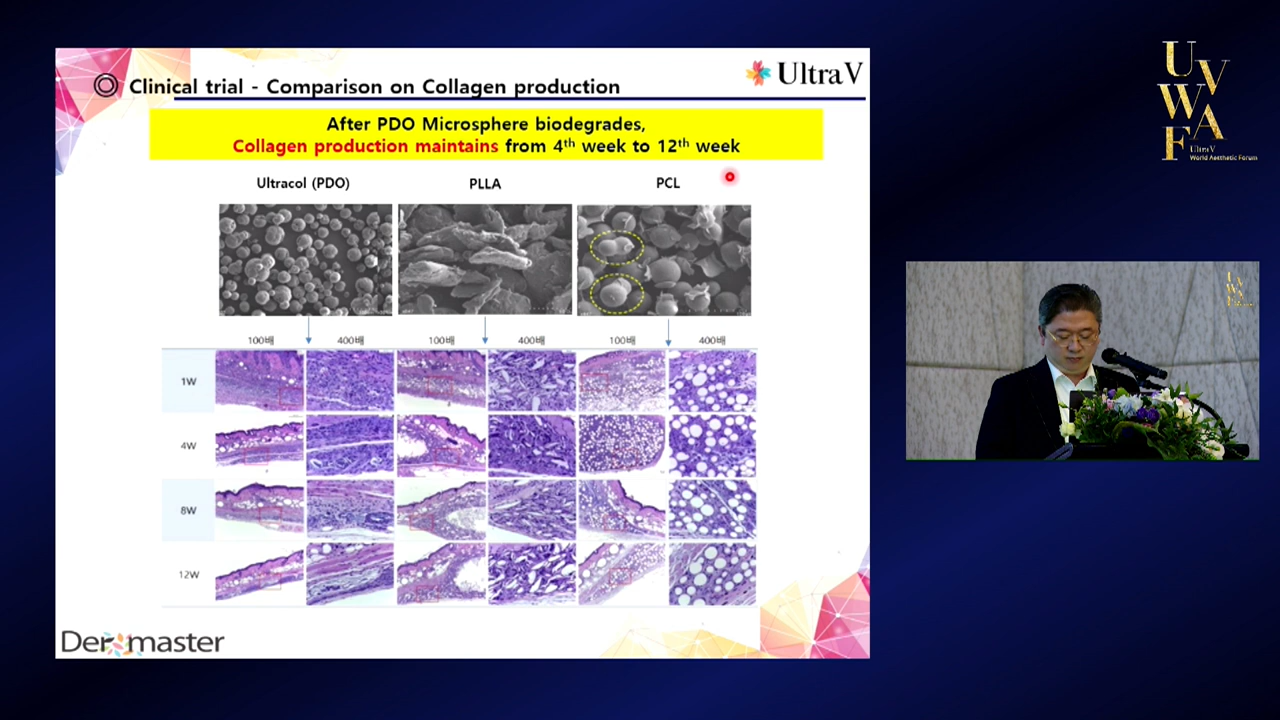 Clinical trial - Comparison on Collagen production
UltraV
After PDO Microsphere biodegrades,
Collagen production maintains from 4th week to 12th week
Ultracol (PDO) PLLA PCL
100배 400배 100배 400배 100배 400배
1W
4W
8W
12W
Dermaster
UVWAF
UltraV
World Aesthetic Forum
UVWAF